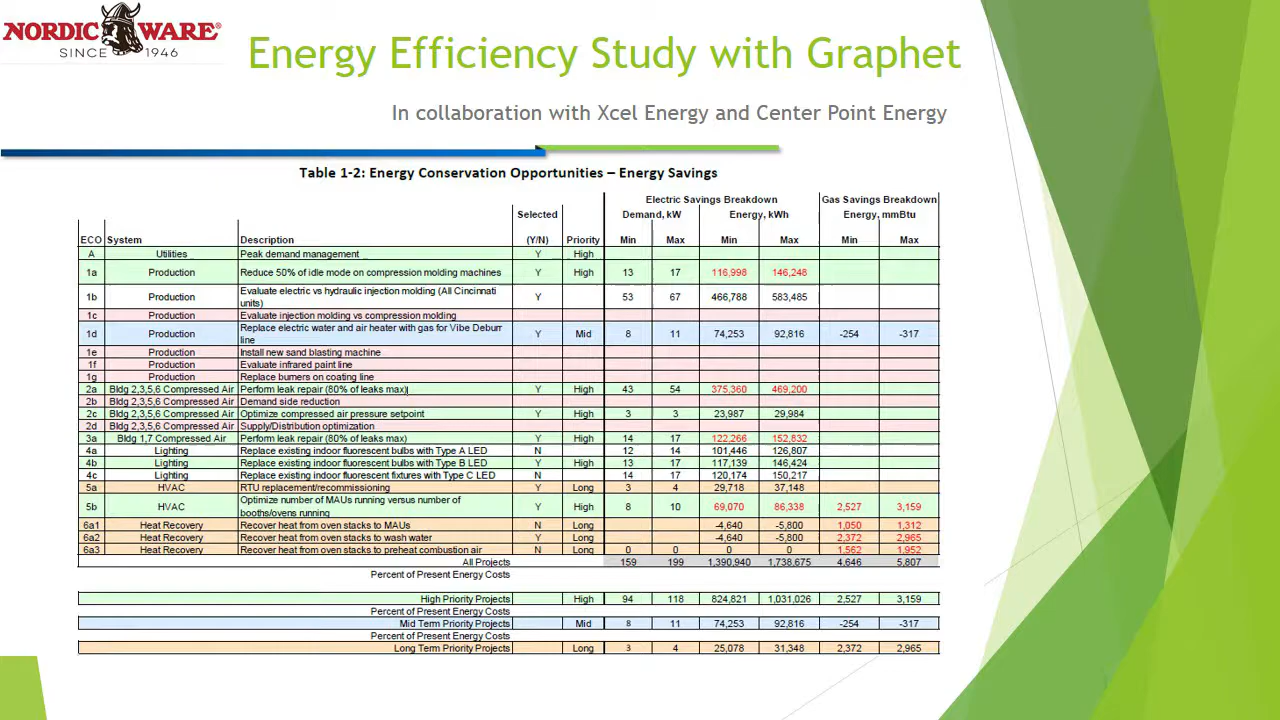 NORDIC WARE®
SINCE 1946
Energy Efficiency Study with Graphet
In collaboration with Xcel Energy and Center Point Energy
Table 1-2: Energy Conservation Opportunities – Energy Savings
Electric Savings Breakdown Gas Savings Breakdown
Selected Demand, kW Energy, kWh Energy, mmBtu
ECO System Description (Y/N) Priority Min Max Min Max Min Max
A Utilities Peak demand management Y High
1a Production Reduce 50% of idle mode on compression molding machines Y High 13 17 116,998 146,248
1b Production Evaluate electric vs hydraulic injection molding (All Cincinnati units) Y 53 67 466,788 583,485
1c Production Evaluate injection molding vs compression molding
1d Production Replace electric water and air heater with gas for Vibe Deburr line Y Mid 8 11 74,253 92,816 -254 -317
1e Production Install new sand blasting machine
1f Production Evaluate infrared paint line
1g Production Replace burners on coating line
2a Bldg 2,3,5,6 Compressed Air Perform leak repair (80% of leaks max) Y High 43 54 375,360 469,200
2b Bldg 2,3,5,6 Compressed Air Demand side reduction
2c Bldg 2,3,5,6 Compressed Air Optimize compressed air pressure setpoint Y High 3 3 23,987 29,984
2d Bldg 2,3,5,6 Compressed Air Supply/Distribution optimization
3a Bldg 1,7 Compressed Air Perform leak repair (80% of leaks max) Y High 14 17 122,266 152,832
4a Lighting Replace existing indoor fluorescent bulbs with Type A LED N 12 14 101,446 126,807
4b Lighting Replace existing indoor fluorescent bulbs with Type B LED Y High 13 17 117,139 146,424
4c Lighting Replace existing indoor fluorescent fixtures with Type C LED N 14 17 120,174 150,217
5a HVAC RTU replacement/recommissioning Y Long 3 4 29,718 37,148
5b HVAC Optimize number of MAUs running versus number of booths/ovens running Y High 8 10 69,070 86,338 2,527 3,159
6a1 Heat Recovery Recover heat from oven stacks to MAUs N Long -4,640 -5,800 1,050 1,312
6a2 Heat Recovery Recover heat from oven stacks to wash water Y Long -4,640 -5,800 2,372 2,965
6a3 Heat Recovery Recover heat from oven stacks to preheat combustion air N Long 0 0 0 0 1,562 1,952
All Projects 159 199 1,390,940 1,738,675 4,646 5,807
Percent of Present Energy Costs
High Priority Projects High 94 118 824,821 1,031,026 2,527 3,159
Percent of Present Energy Costs
Mid Term Priority Projects Mid 8 11 74,253 92,816 -254 -317
Percent of Present Energy Costs
Long Term Priority Projects Long 3 4 25,078 31,348 2,372 2,965